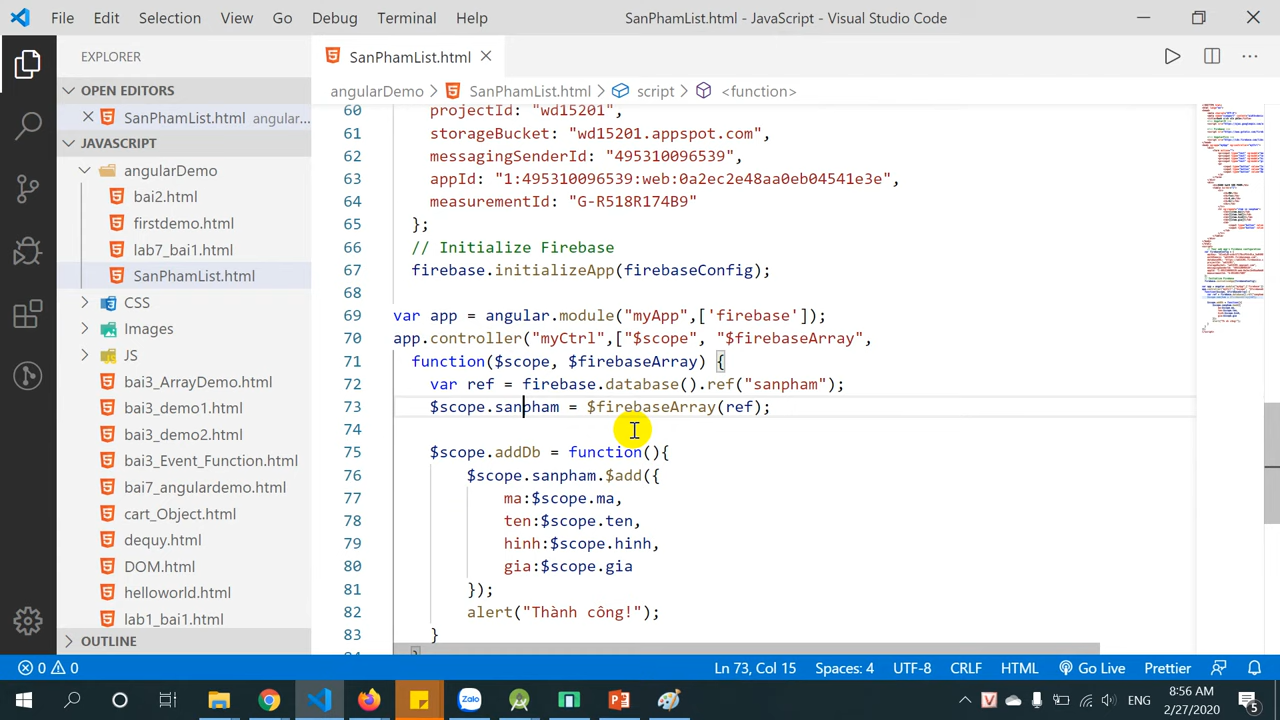 File Edit Selection View Go Debug Terminal Help
SanPhamList.html - JavaScript - Visual Studio Code
EXPLORER
OPEN EDITORS
SanPhamList.html angular...
JAVASCRIPT
angularDemo
bai2.html
firstdemo.html
lab7_bai1.html
SanPhamList.html
CSS
Images
JS
bai3_ArrayDemo.html
bai3_demo1.html
bai3_demo2.html
bai3_Event_Function.html
bai7_angulardemo.html
cart_Object.html
dequy.html
DOM.html
helloworld.html
lab1_bai1.html
OUTLINE
SanPhamList.html
angularDemo SanPhamList.html script <function>
60 projectId: "wd15201",
61 storageBucket: "wd15201.appspot.com",
62 messagingSenderId: "495310096539",
63 appId:
64 measurementId: "G-R518R174B9"
65 };
66 // Initialize Firebase
67 firebase.initializeApp(firebaseConfig);
68
69 var app = angular.module("myApp",['firebase']);
70 app.controller("myCtrl",["$scope", "$firebaseArray",
71 function($scope, $firebaseArray) {
72 var ref = firebase.database().ref("sanpham");
73 $scope.sanpham = $firebaseArray(ref);
74
75 $scope.addDb = function(){
76 $scope.sanpham.$add({
77 ma:$scope.ma,
78 ten:$scope.ten,
79 hinh:$scope.hinh,
80 gia:$scope.gia
81 });
82 alert("Thành công!");
83 }
0 0
Ln 73, Col 15 Spaces: 4 UTF-8 CRLF HTML Go Live Prettier
Zalo
ENG
8:56 AM
2/27/2020
5